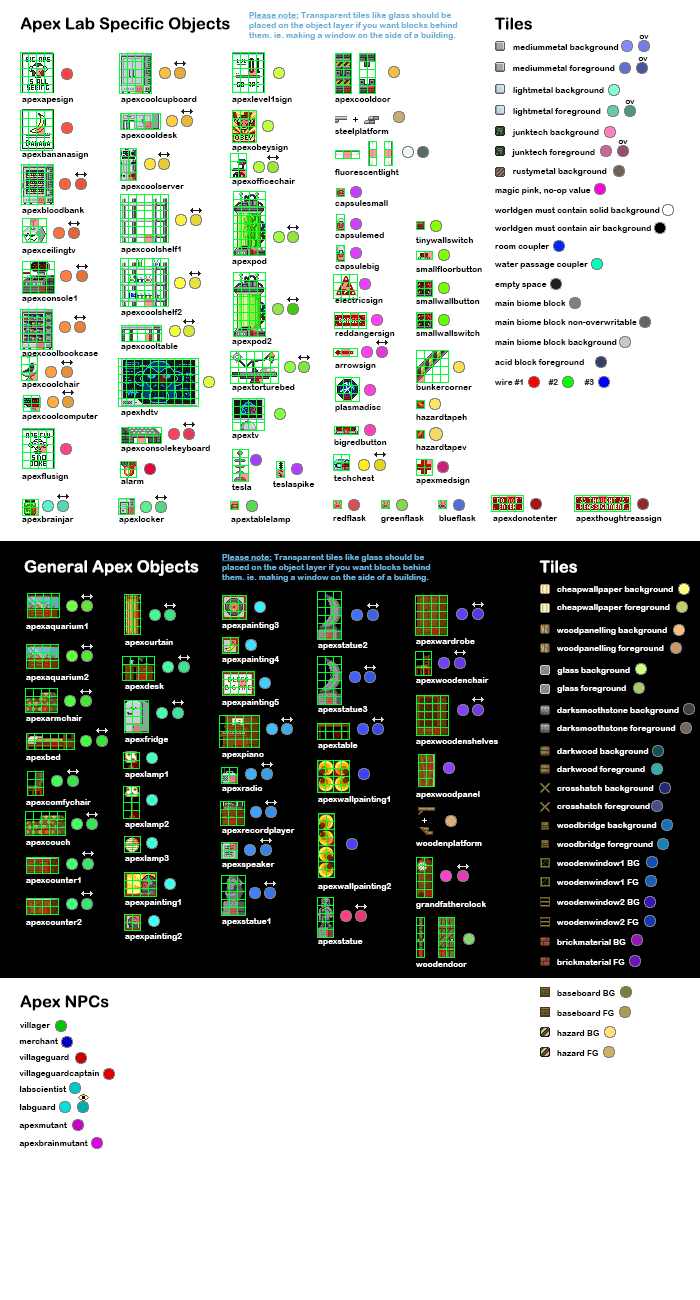 Apex Lab Specific Objects
Please note: Transparent tiles like glass should be
placed on the object layer if you want blocks behind
them. ie. making a window on the side of a building.
apexapesign
apexbananasign
apexbloodbank
apexceilingtv
apexconsole1
apexcoolbookcase
apexcoolchair
apexcoolcomputer
apexflusign
apexbrainjar
apexcoolcupboard
apexcooldesk
apexcoolserver
apexcoolshelf1
apexcoolshelf2
apexcooltable
apexhdtv
apexconsolekeyboard
alarm
apexlocker
apexlevel1sign
apexobeysign
apexofficechair
apexpod
apexpod2
apextorturebed
apextv
tesla
teslaspike
apextablelamp
apexcooldoor
steelplatform
fluorescentlight
capsulesmall
capsulemed
capsulebig
electricsign
reddangersign
DANGER
arrowsign
plasmadisc
bigredbutton
techchest
redflask
greenflask
blueflask
tinywallswitch
smallfloorbutton
smallwallbutton
smallwallswitch
bunkercorner
hazardtapeh
hazardtapev
apexmedsign
DO NOT
ENTER
apexdonotenter
apexthoughtreassign
Tiles
mediummetal background
OV
mediummetal foreground
OV
lightmetal background
lightmetal foreground
OV
junktech background
junktech foreground
OV
rustymetal background
magic pink, no-op value
worldgen must contain solid background
worldgen must contain air background
room coupler
water passage coupler
empty space
main biome block
main biome block non-overwritable
main biome block background
acid block foreground
wire #1 #2 #3
General Apex Objects
Please note: Transparent tiles like glass should be
placed on the object layer if you want blocks behind
them. ie. making a window on the side of a building.
apexaquarium1
apexaquarium2
apexarmchair
apexbed
apexcomfychair
apexcouch
apexcounter1
apexcounter2
apexcurtain
apexdesk
apexfridge
apexlamp1
apexlamp2
apexlamp3
apexpainting1
apexpainting2
apexpainting3
apexpainting4
apexpainting5
apexpiano
apexradio
apexrecordplayer
apexspeaker
apexstatue1
apexstatue2
apexstatue3
apextable
apexwallpainting1
apexwallpainting2
apexstatue
apexwardrobe
apexwoodenchair
apexwoodenshelves
apexwoodpanel
woodenplatform
grandfatherclock
woodendoor
Tiles
cheapwallpaper background
cheapwallpaper foreground
woodpanelling background
woodpanelling foreground
glass background
glass foreground
darksmoothstone background
darksmoothstone foreground
darkwood background
darkwood foreground
crosshatch background
crosshatch foreground
woodbridge background
woodbridge foreground
woodenwindow1 BG
woodenwindow1 FG
woodenwindow2 BG
woodenwindow2 FG
brickmaterial BG
brickmaterial FG
baseboard BG
baseboard FG
hazard BG
hazard FG
Apex NPCs
villager
merchant
villageguard
villageguardcaptain
labscientist
labguard
apexmutant
apexbrainmutant